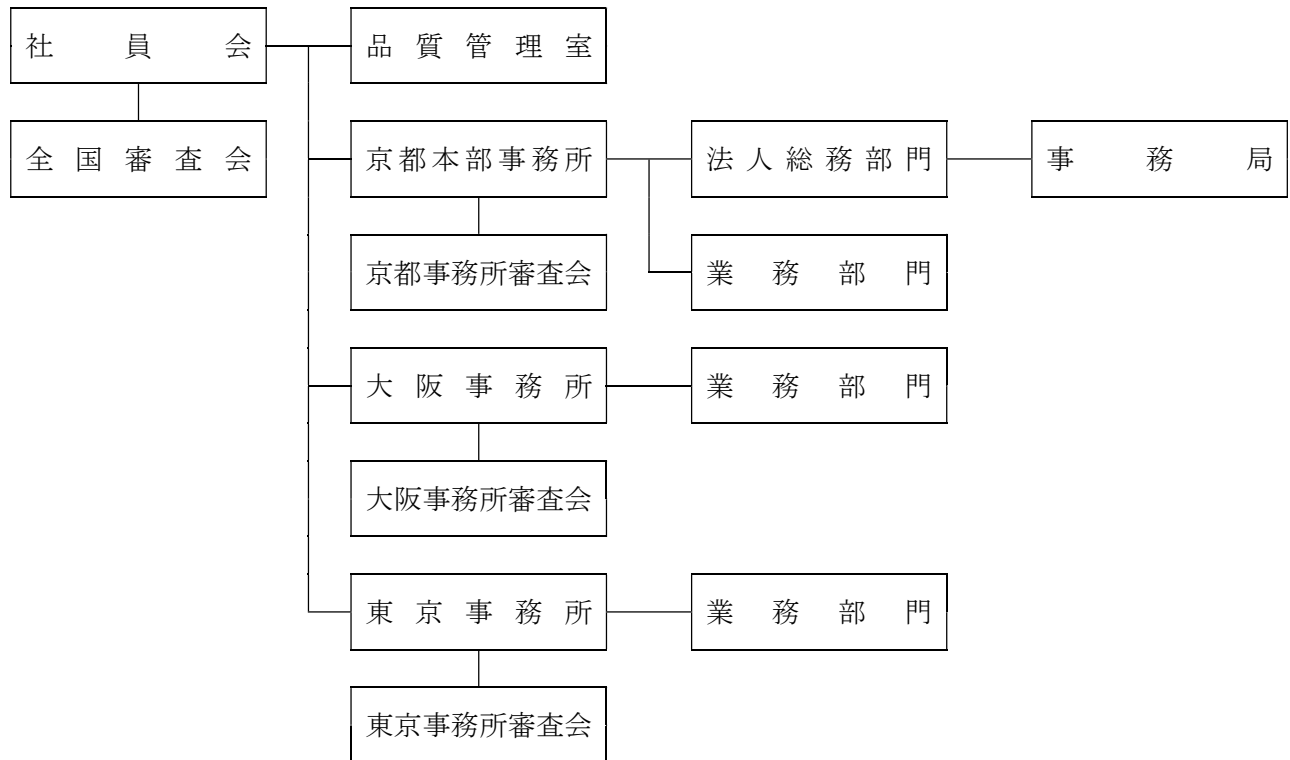 社員会
品質管理室
全国審査会
京都本部事務所
法人総務部門
事務局
京都事務所審査会
業務部門
大阪事務所
業務部門
大阪事務所審査会
東京事務所
業務部門
東京事務所審査会